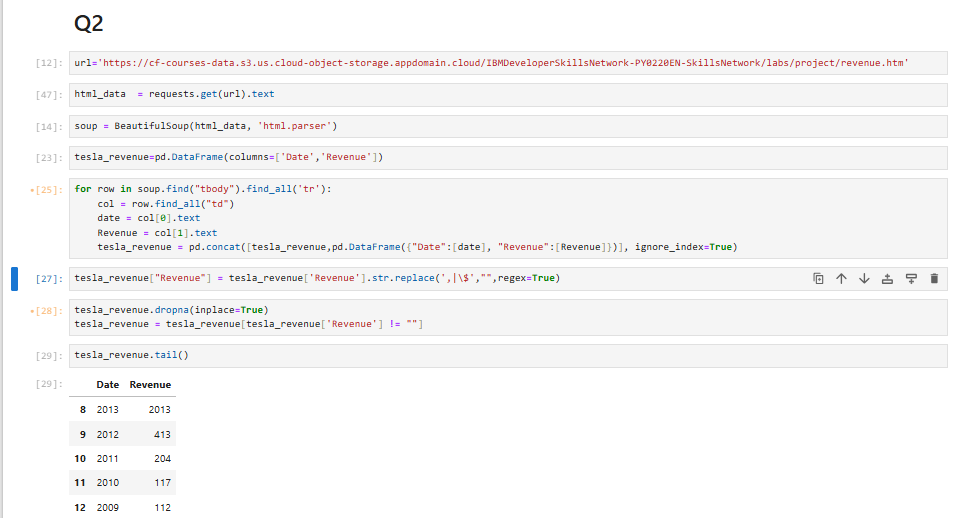 Q2
[12]: url='https://cf-courses-data.s3.us.cloud-object-storage.appdomain.cloud/IBMDeveloperSkillsNetwork-PY0220EN-SkillsNetwork/labs/project/revenue.htm'
[47]: html_data  = requests.get(url).text
[14]: soup = BeautifulSoup(html_data, 'html.parser')
[23]: tesla_revenue=pd.DataFrame(columns=['Date','Revenue'])
•[25]: for row in soup.find("tbody").find_all('tr'):
    col = row.find_all("td")
    date = col[0].text
    Revenue = col[1].text
    tesla_revenue = pd.concat([tesla_revenue,pd.DataFrame({"Date":[date], "Revenue":[Revenue]})], ignore_index=True)
[27]: tesla_revenue["Revenue"] = tesla_revenue['Revenue'].str.replace(',|\$',"",regex=True)
•[28]: tesla_revenue.dropna(inplace=True)
tesla_revenue = tesla_revenue[tesla_revenue['Revenue'] != ""]
[29]: tesla_revenue.tail()
[29]: Date Revenue
8 2013 2013
9 2012 413
10 2011 204
11 2010 117
12 2009 112